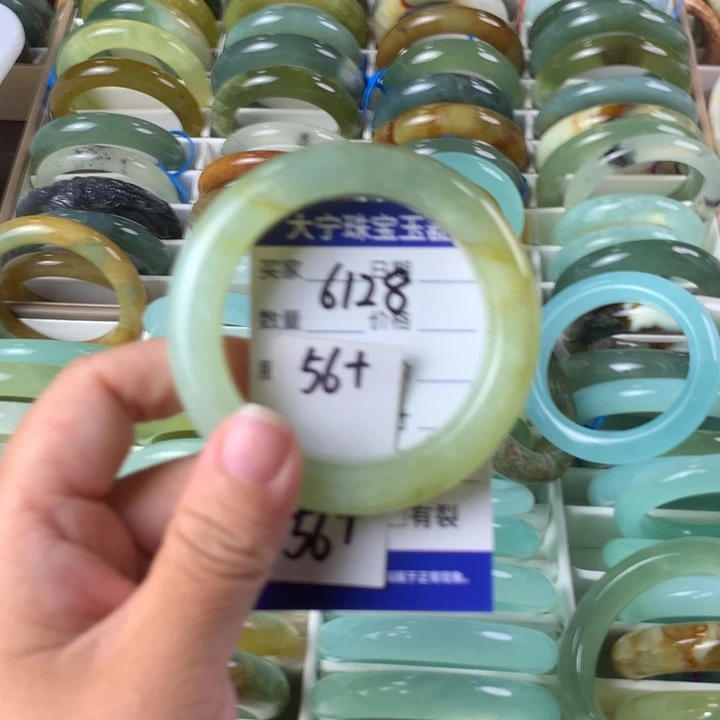 大宁珠宝玉器
买家 日期
6128
数量 价格
56+
56+
有裂